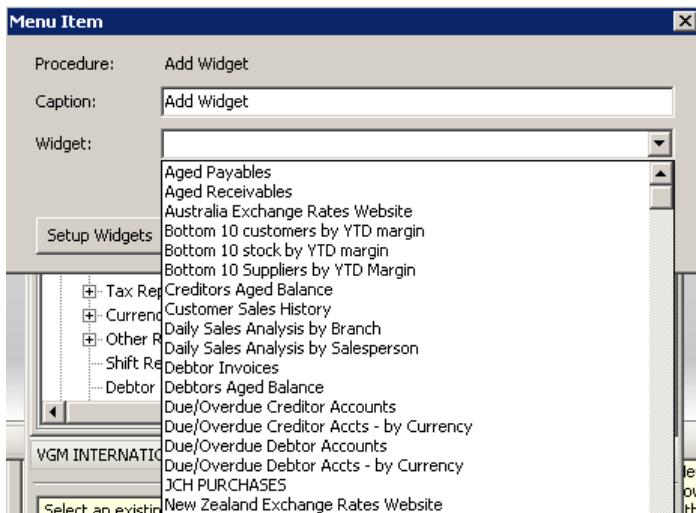 Menu Item
Procedure: Add Widget
Caption: Add Widget
Widget:
Aged Payables
Aged Receivables
Australia Exchange Rates Website
Bottom 10 customers by YTD margin
Setup Widgets
Bottom 10 stock by YTD margin
Bottom 10 Suppliers by YTD Margin
Creditors Aged Balance
Customer Sales History
Daily Sales Analysis by Branch
Daily Sales Analysis by Salesperson
Debtor Invoices
Debtors Aged Balance
Due/Overdue Creditor Accounts
Due/Overdue Creditor Accts - by Currency
Due/Overdue Debtor Accounts
Due/Overdue Debtor Accts - by Currency
JCH PURCHASES
New Zealand Exchange Rates Website
Tax
Other
Shift
Debtor
VGM
Select an